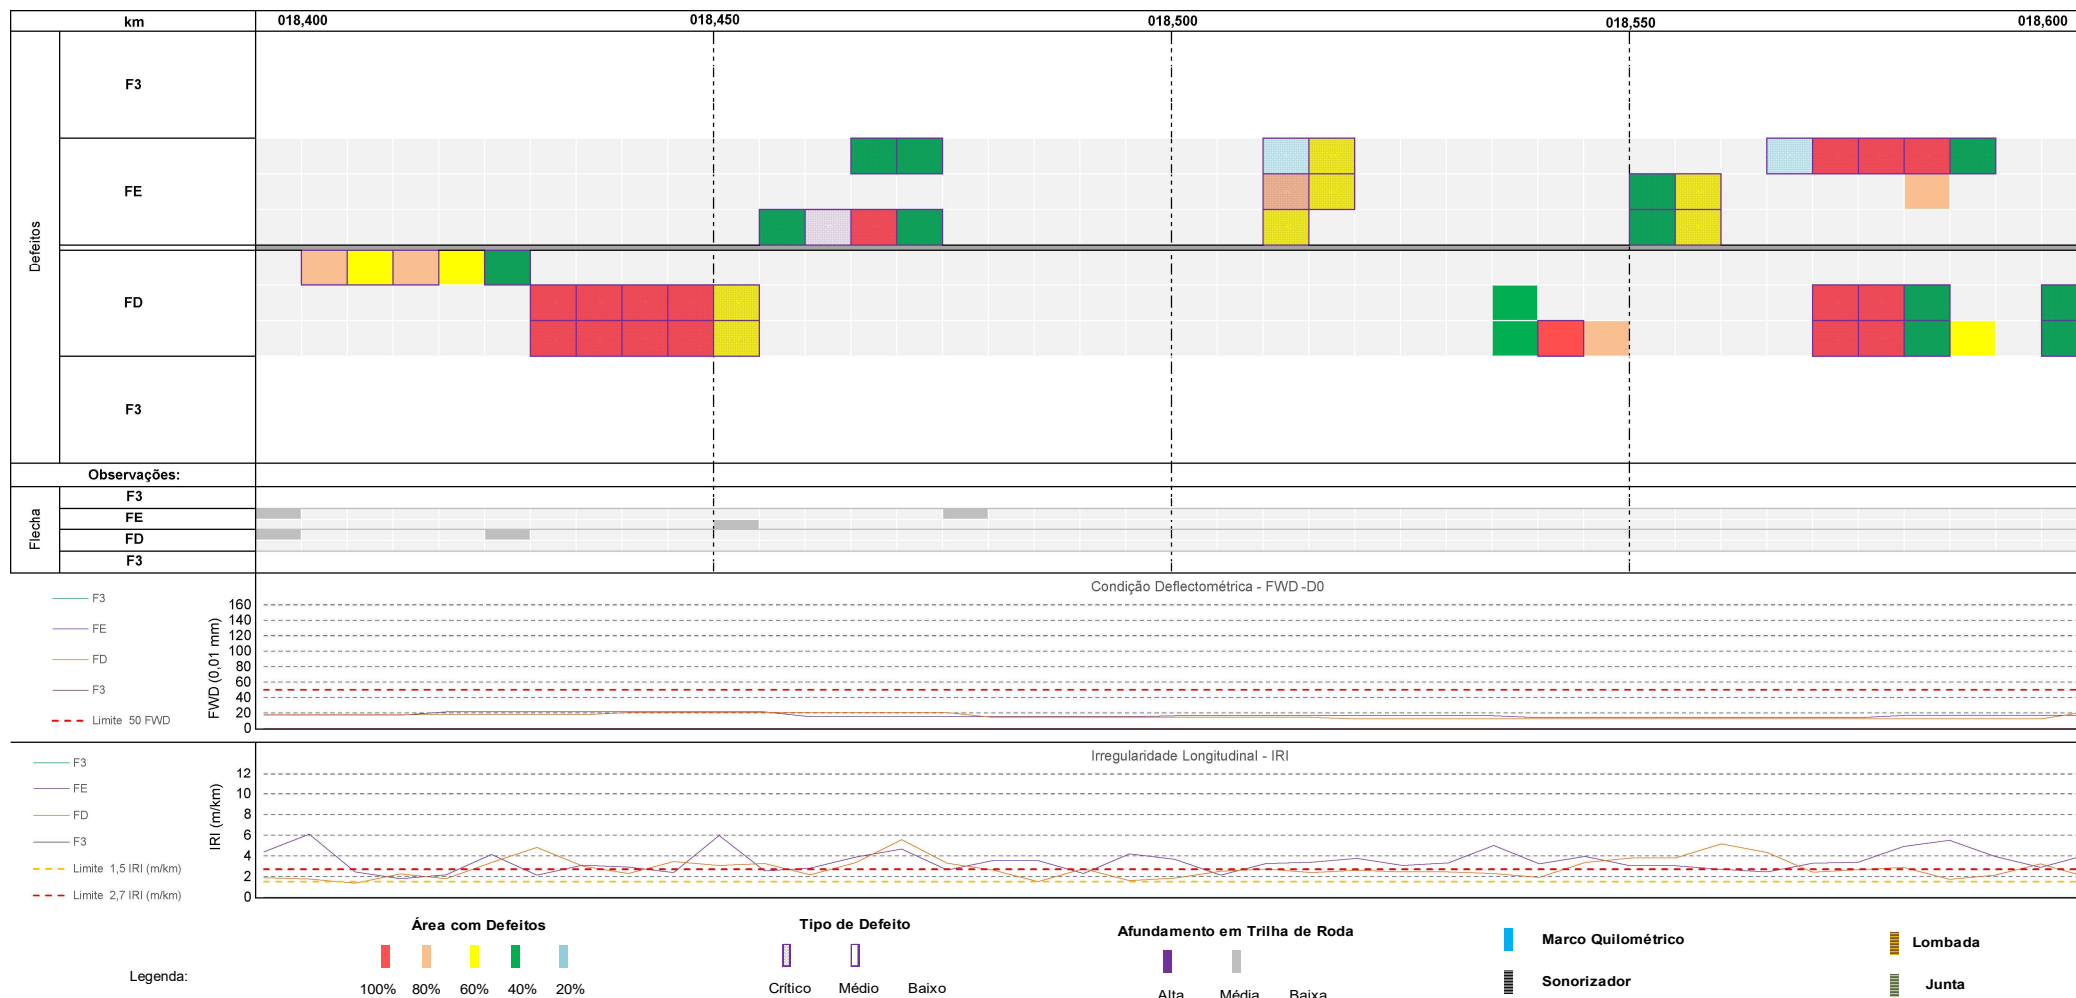 km 018,400 018,450 018,500 018,550 018,600
Defeitos
F3
FE
FD
F3
Observações:
Flecha
F3
FE
FD
F3
Condição Deflectométrica - FWD -D0
F3
FE
FD
F3
Limite 50 FWD
FWD (0,01 mm)
160
140
120
100
80
60
40
20
0
Irregularidade Longitudinal - IRI
F3
FE
FD
F3
Limite 1,5 IRI (m/km)
Limite 2,7 IRI (m/km)
IRI (m/km)
12
10
8
6
4
2
0
Legenda:
Área com Defeitos
100% 80% 60% 40% 20%
Tipo de Defeito
Crítico Médio Baixo
Afundamento em Trilha de Roda
Alta Média Baixa
Marco Quilométrico
Sonorizador
Lombada
Junta